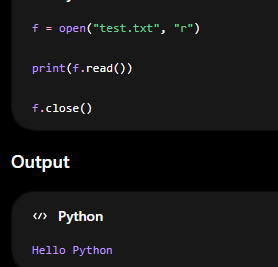 f = open("test.txt", "r")
print(f.read())
f.close()
Output
</> Python
Hello Python